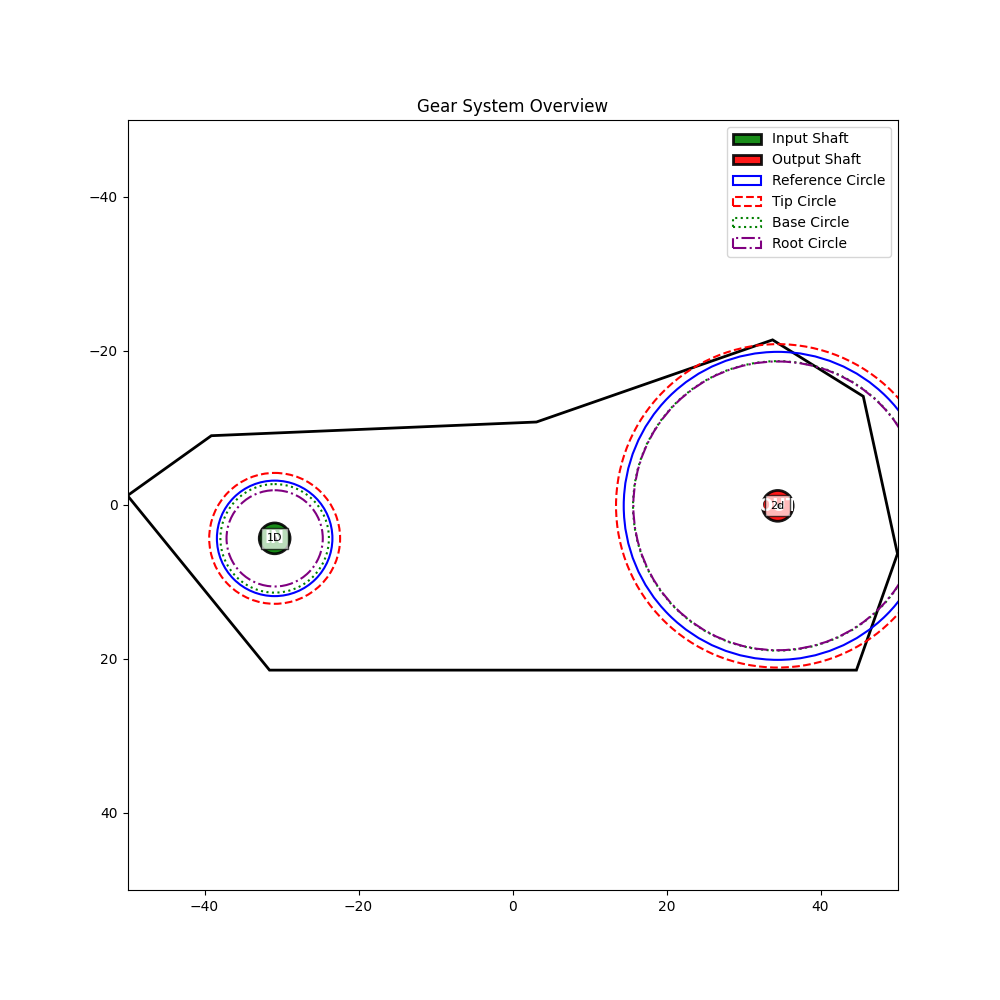 Gear System Overview
Input Shaft
Output Shaft
Reference Circle
Tip Circle
Base Circle
Root Circle
−40
−20
0
20
40
1D
2d
−40
−20
0
20
40